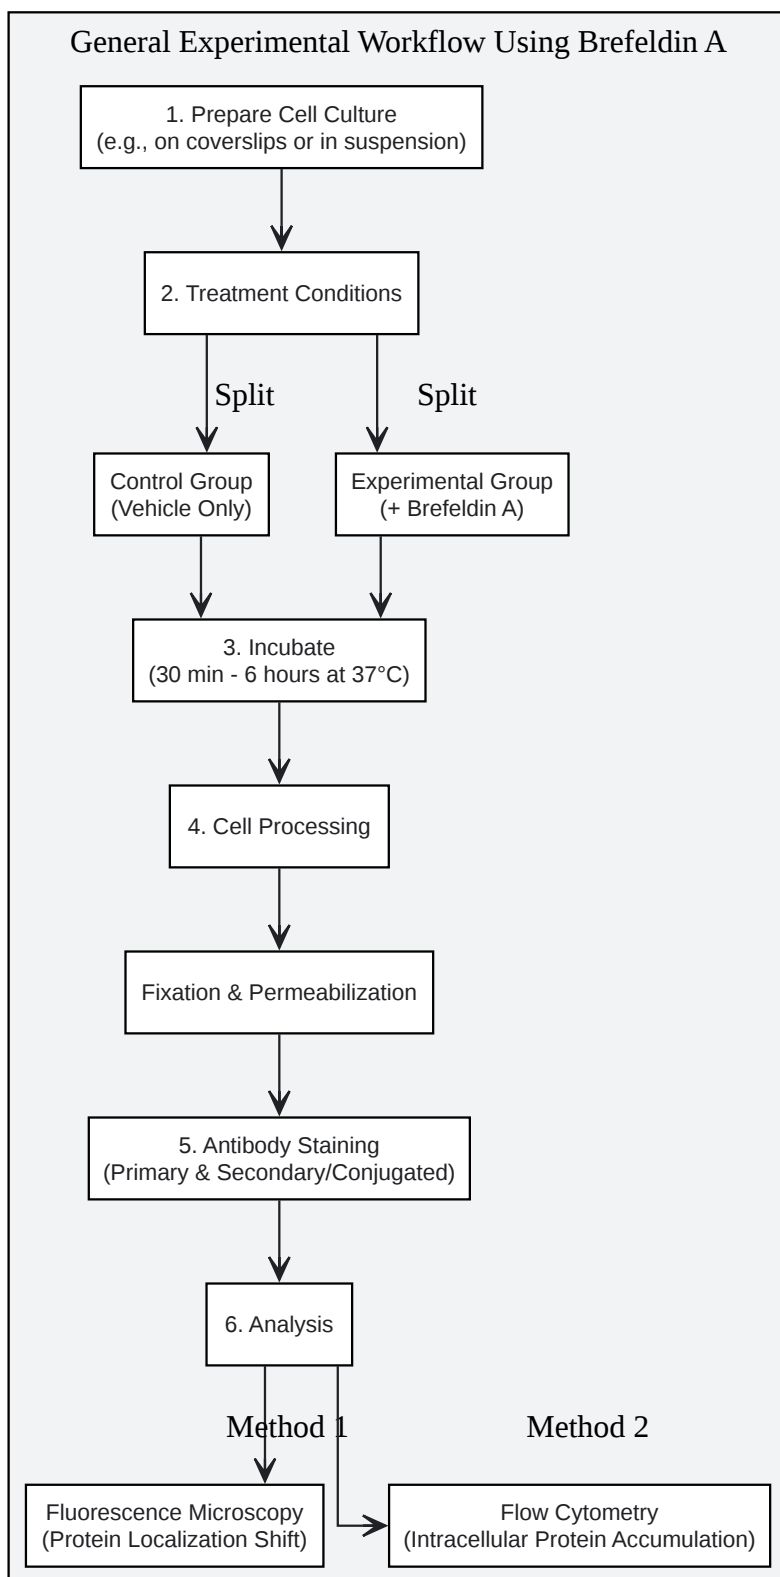 General Experimental Workflow Using Brefeldin A
1. Prepare Cell Culture
(e.g., on coverslips or in suspension)
2. Treatment Conditions
Split
Split
Control Group
(Vehicle Only)
Experimental Group
(+ Brefeldin A)
3. Incubate
(30 min - 6 hours at 37°C)
4. Cell Processing
Fixation & Permeabilization
5. Antibody Staining
(Primary & Secondary/Conjugated)
6. Analysis
Method 1
Method 2
Fluorescence Microscopy
(Protein Localization Shift)
Flow Cytometry
(Intracellular Protein Accumulation)